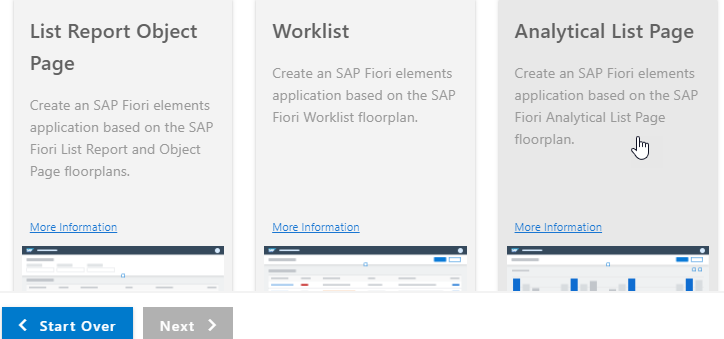 List Report Object
Page
Create an SAP Fiori elements
application based on the SAP
Fiori List Report and Object
Page floorplans.
More Information
Worklist
Create an SAP Fiori elements
application based on the SAP
Fiori Worklist floorplan.
More Information
Analytical List Page
Create an SAP Fiori elements
application based on the SAP
Fiori Analytical List Page
floorplan.
More Information
Start Over
Next